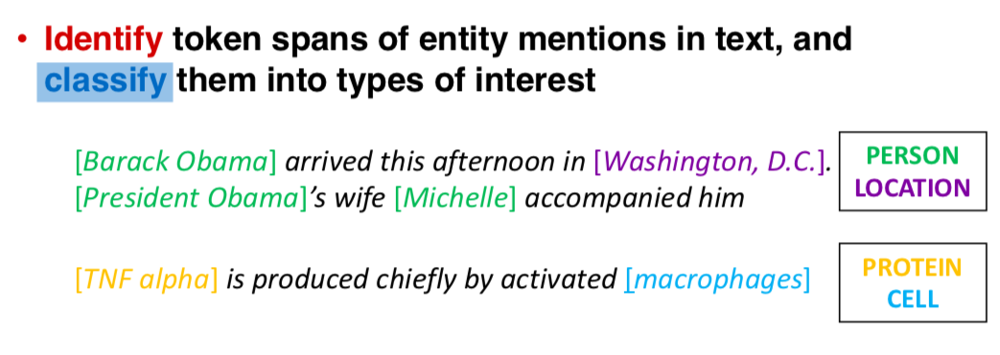 • Identify token spans of entity mentions in text, and
classify them into types of interest
[Barack Obama] arrived this afternoon in [Washington, D.C.].
[President Obama]’s wife [Michelle] accompanied him
PERSON
LOCATION
[TNF alpha] is produced chiefly by activated [macrophages]
PROTEIN
CELL